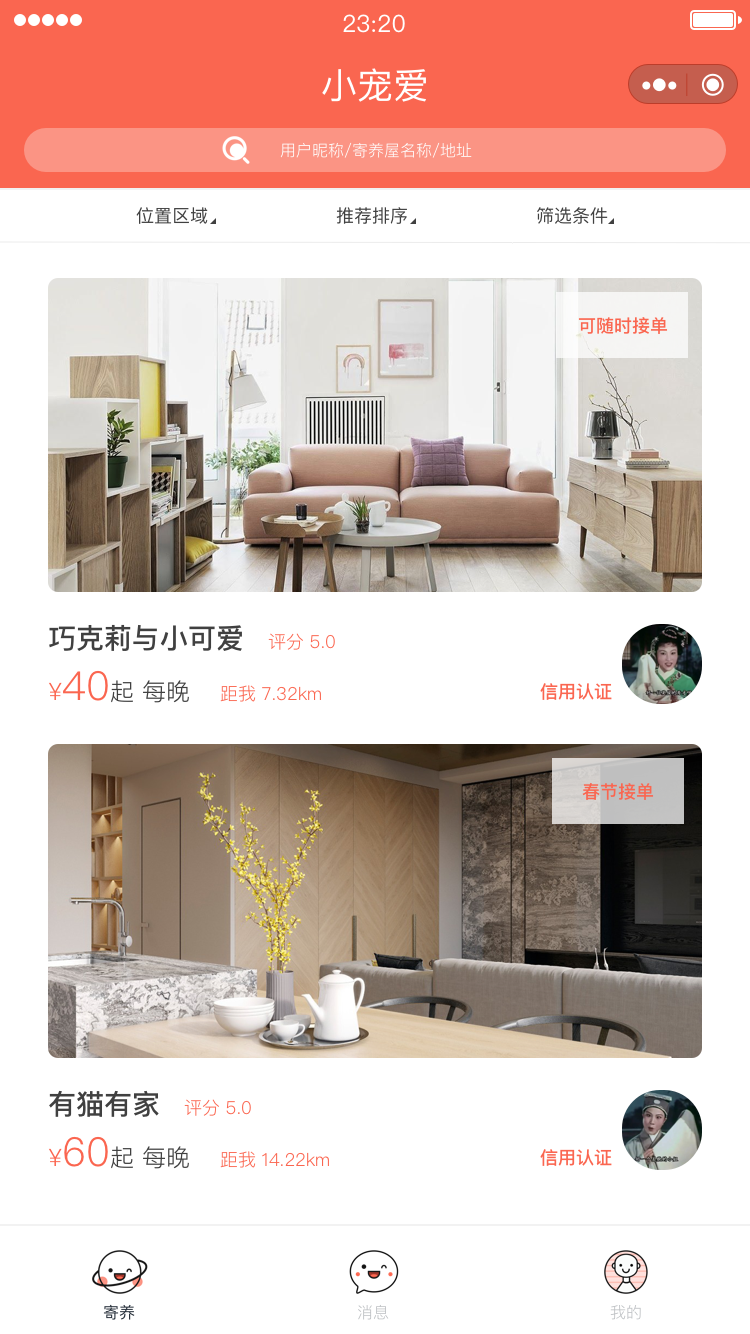 23:20
小宠爱
用户昵称/寄养屋名称/地址
位置区域 推荐排序 筛选条件
可随时接单
巧克莉与小可爱 评分 5.0
¥40起 每晚 距我 7.32km 信用认证
春节接单
有猫有家 评分 5.0
¥60起 每晚 距我 14.22km 信用认证
寄养 消息 我的